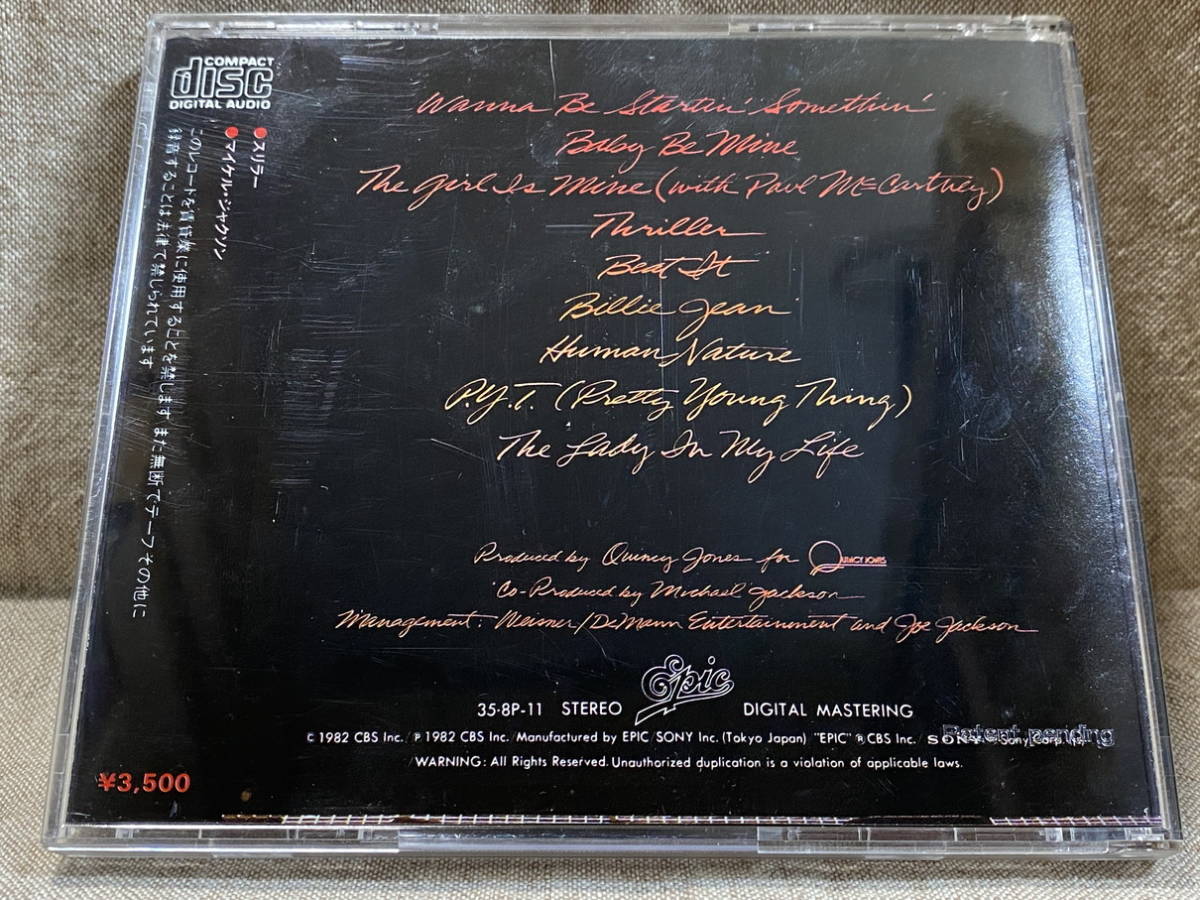 COMPACT
disc
DIGITAL AUDIO
●スリラー
●マイケル・ジャクソン
このレコードを賃貸業に使用することを禁じます また無断でテープその他に
録音することは法律で禁じられています
Wanna Be Startin' Somethin'
Baby Be Mine
The Girl Is Mine (with Paul McCartney)
Thriller
Beat It
Billie Jean
Human Nature
P.Y.T. (Pretty Young Thing)
The Lady In My Life
Produced by Quincy Jones for QUINCY JONES
Co-Produced by Michael Jackson
Management: Weisner/DeMann Entertainment and Joe Jackson
Epic
35·8P-11 STEREO DIGITAL MASTERING
© 1982 CBS Inc./℗ 1982 CBS Inc./Manufactured by EPIC/SONY Inc. (Tokyo Japan) "EPIC" ® CBS Inc. SONY ® Sony Corp.
Patent pending
WARNING: All Rights Reserved. Unauthorized duplication is a violation of applicable laws.
¥3,500